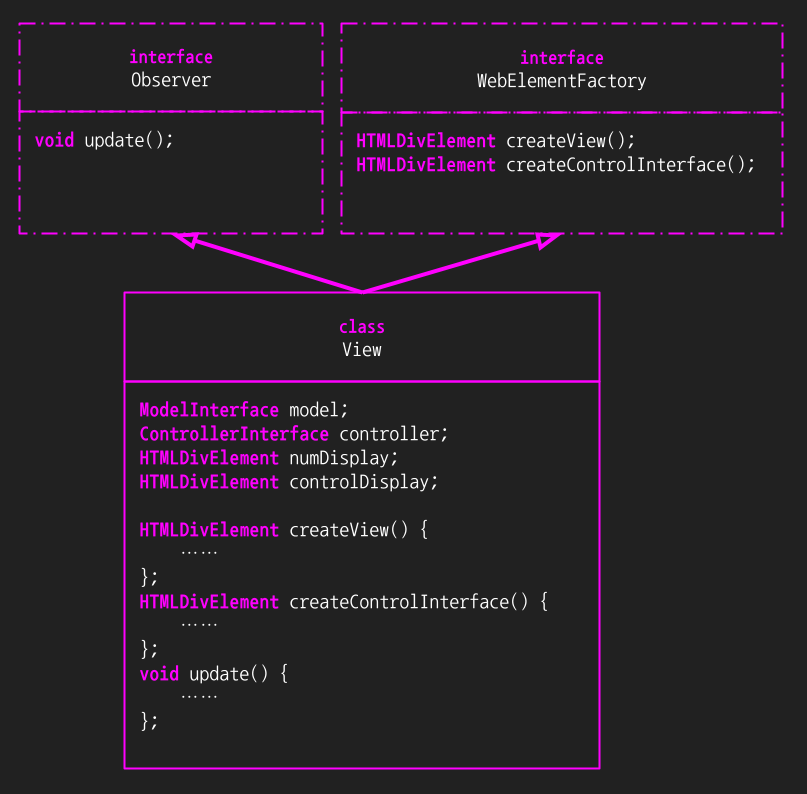 interface
Observer
void update();
interface
WebElementFactory
HTMLDivElement createView();
HTMLDivElement createControlInterface();
class
View
ModelInterface model;
ControllerInterface controller;
HTMLDivElement numDisplay;
HTMLDivElement controlDisplay;
HTMLDivElement createView() {
……
};
HTMLDivElement createControlInterface() {
……
};
void update() {
……
};